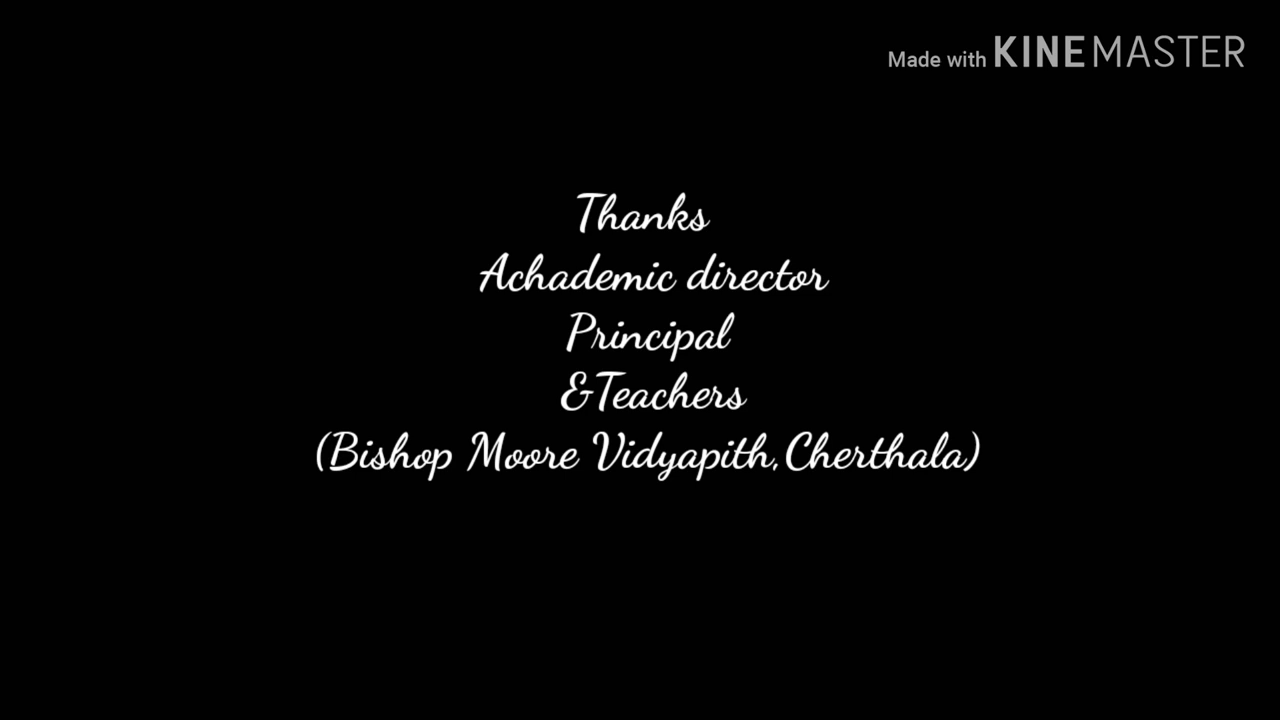 Made with KINEMASTER
Thanks
Achademic director
Principal
&Teachers
(Bishop Moore Vidyapith,Cherthala)